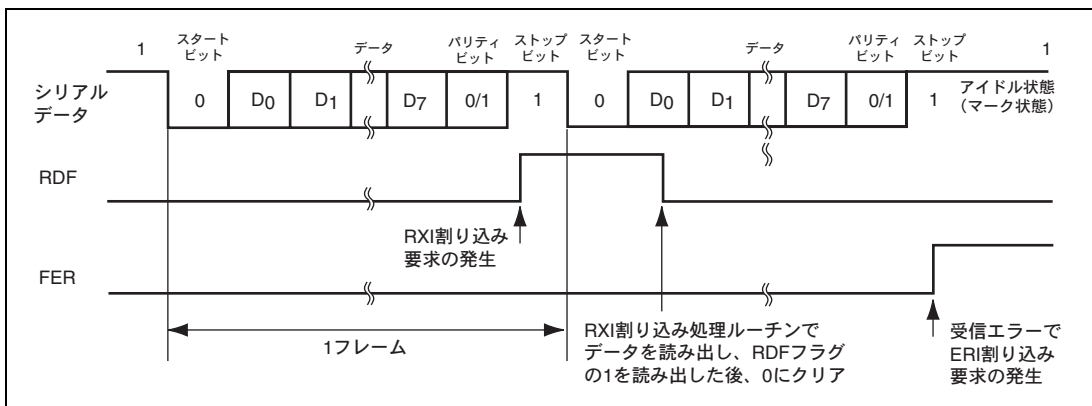 1 スタート ビット データ パリティ ビット ストップ ビット スタート ビット データ パリティ ビット ストップ ビット 1
シリアル データ 0 D0 D1 D7 0/1 1 0 D0 D1 D7 0/1 1 アイドル状態 (マーク状態)
RDF
RXI割り込み
要求の発生
FER
1フレーム
RXI割り込み処理ルーチンで
データを読み出し、RDFフラグ
の1を読み出した後、0にクリア
受信エラーで
ERI割り込み
要求の発生